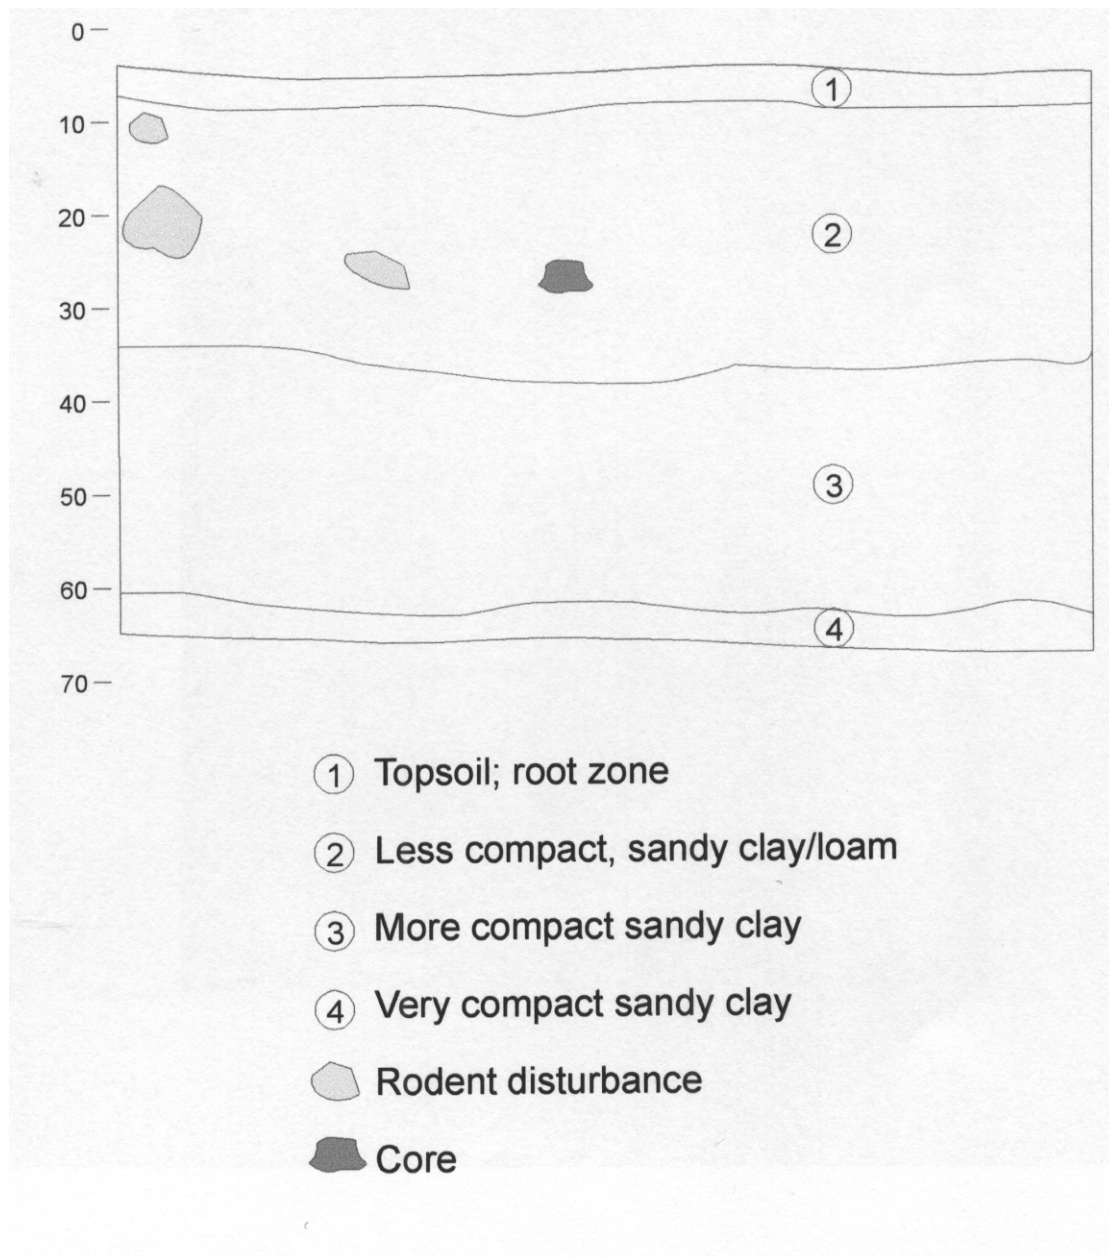 0
10
20
30
40
50
60
70
1
2
3
4
1 Topsoil; root zone
2 Less compact, sandy clay/loam
3 More compact sandy clay
4 Very compact sandy clay
Rodent disturbance
Core